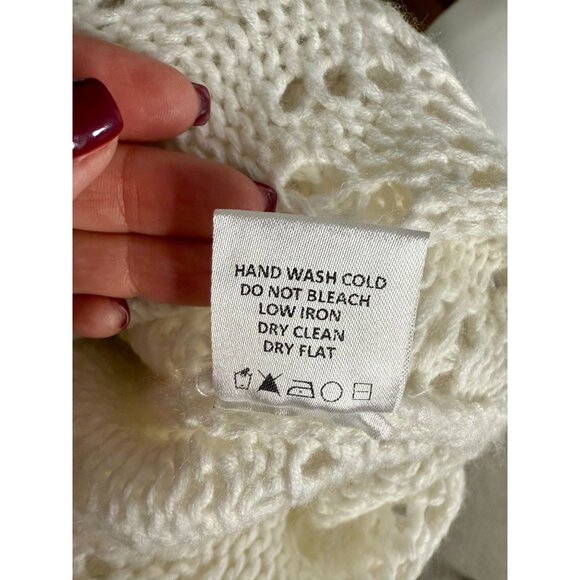 HAND WASH COLD
DO NOT BLEACH
LOW IRON
DRY CLEAN
DRY FLAT